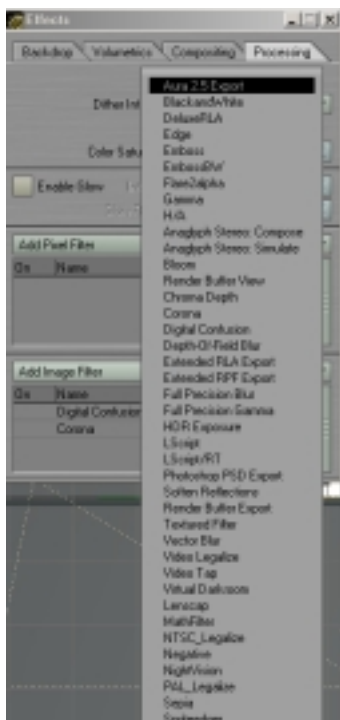 Effects
Backdrop Volumetrics Compositing Processing
Dither Int
Color Satu
Enable Glow
Add Pixel Filter
On Name
Add Image Filter
On Name
Digital Confusion
Corona
Aura 2.5 Export
BlackandWhite
DeluxeRLA
Edge
Emboss
EmbossBW
Flare2alpha
Gamma
Anaglyph Stereo: Compose
Anaglyph Stereo: Simulate
Bloom
Render Buffer View
Chroma Depth
Corona
Digital Confusion
Depth-Of-Field Blur
Extended RLA Export
Extended RPF Export
Full Precision Blur
Full Precision Gamma
HDR Exposure
LScript
LScript/RT
Photoshop PSD Export
Soften Reflections
Render Buffer Export
Textured Filter
Vector Blur
Video Legalize
Video Tap
Virtual Darkroom
Lenscap
MathFilter
NTSC_Legalize
Negative
NightVision
PAL_Legalize
Sepia